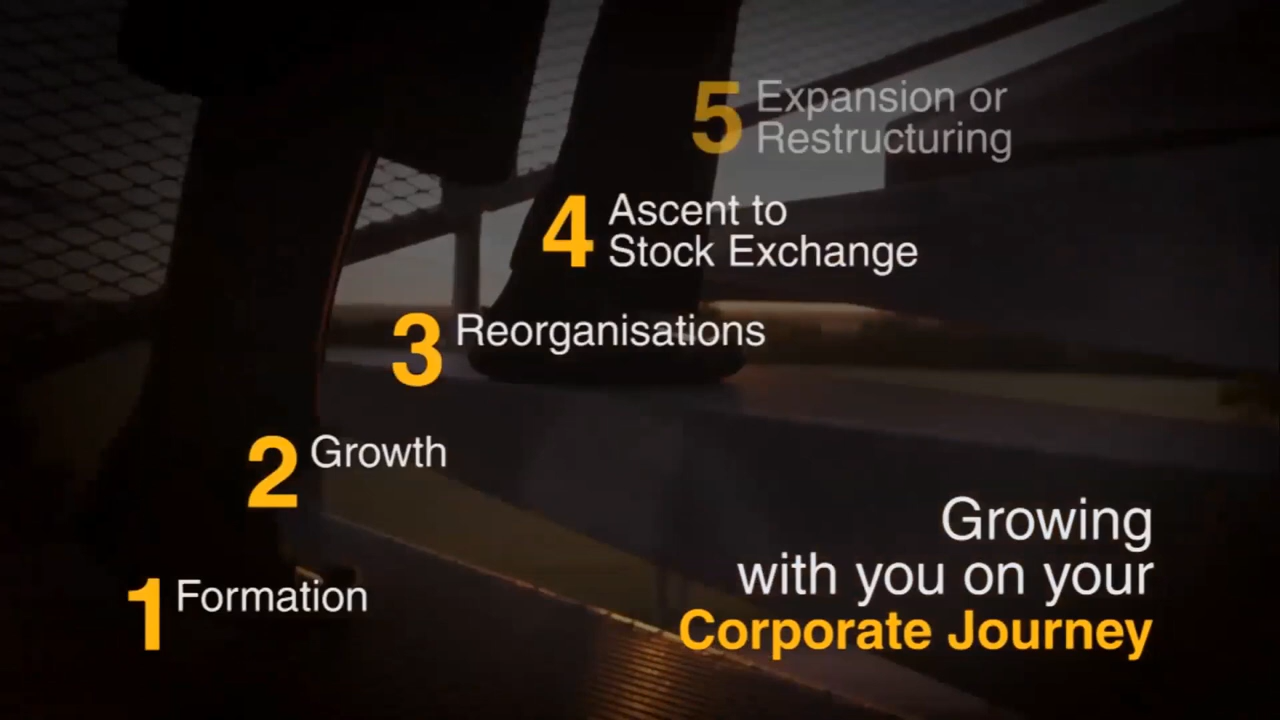 5 Expansion or
Restructuring
4 Ascent to
Stock Exchange
3 Reorganisations
2 Growth
1 Formation
Growing
with you on your
Corporate Journey